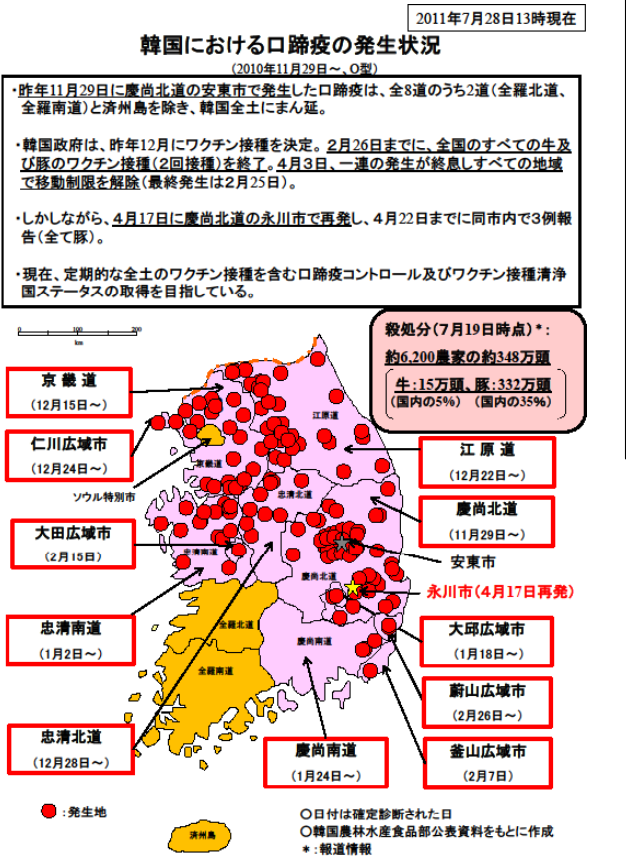 2011年7月28日13時現在
韓国における口蹄疫の発生状況
(2010年11月29日～、O型)
・昨年11月29日に慶尚北道の安東市で発生した口蹄疫は、全8道のうち2道(全羅北道、
全羅南道)と済州島を除き、韓国全土にまん延。
・韓国政府は、昨年12月にワクチン接種を決定。２月26日までに、全国のすべての牛及
び豚のワクチン接種(２回接種)を終了。４月３日、一連の発生が終息しすべての地域
で移動制限を解除(最終発生は２月25日)。
・しかしながら、４月17日に慶尚北道の永川市で再発し、４月22日までに同市内で３例報
告(全て豚)。
・現在、定期的な全土のワクチン接種を含む口蹄疫コントロール及びワクチン接種清浄
国ステータスの取得を目指している。
0 100 200
km
殺処分(７月19日時点)*：
約6,200農家の約348万頭
牛：15万頭、豚：332万頭
(国内の5%) (国内の35%)
京畿道
(12月15日～)
仁川広域市
(12月24日～)
ソウル特別市
大田広域市
(２月15日)
忠清南道
(１月２日～)
忠清北道
(12月28日～)
江原道
京畿道
忠清北道
忠清南道
慶尚北道
全羅北道
全羅南道
慶尚南道
江原道
(12月22日～)
慶尚北道
(11月29日～)
安東市
永川市(４月17日再発)
大邱広域市
(１月18日～)
蔚山広域市
(２月26日～)
釜山広域市
(２月７日)
慶尚南道
(１月24日～)
：発生地
済州島
○日付は確定診断された日
○韓国農林水産食品部公表資料をもとに作成
＊：報道情報